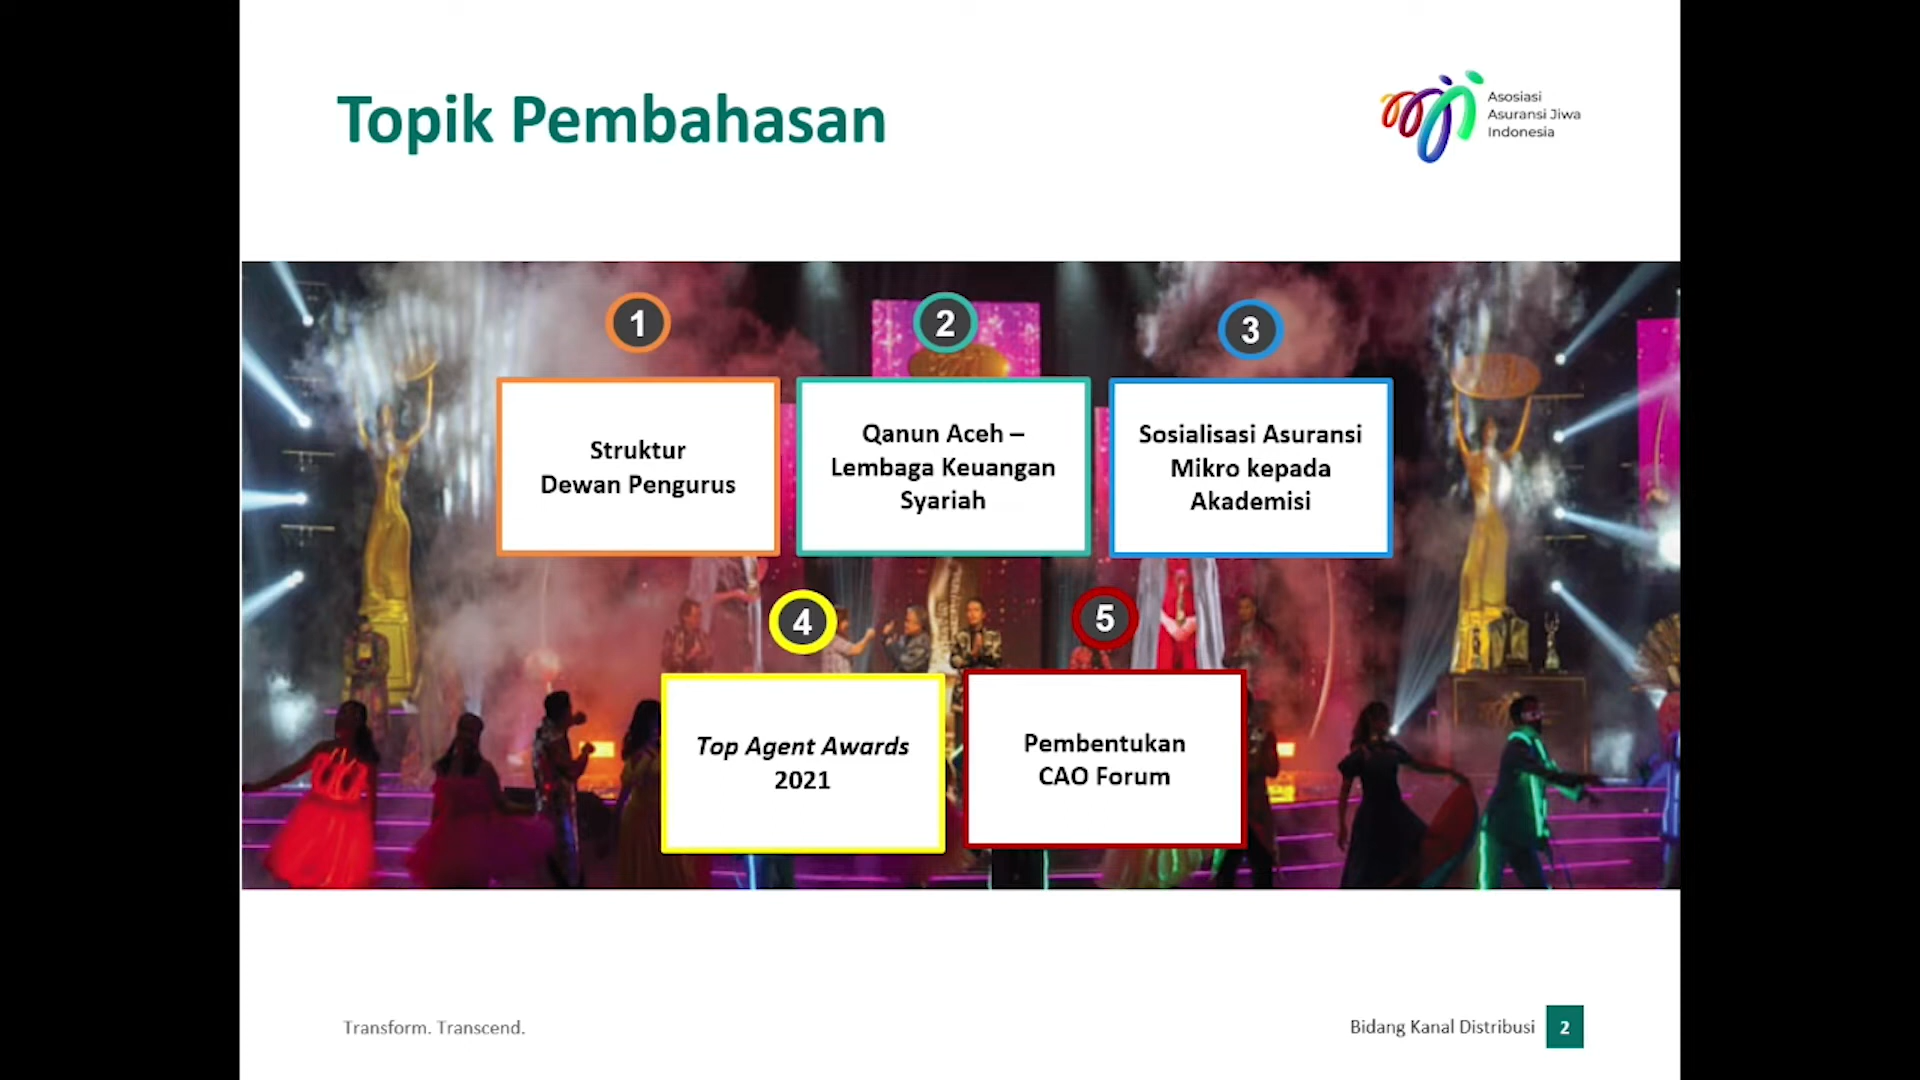 Topik Pembahasan
Asosiasi
Asuransi Jiwa
Indonesia
1
2
3
Struktur
Dewan Pengurus
Qanun Aceh –
Lembaga Keuangan
Syariah
Sosialisasi Asuransi
Mikro kepada
Akademisi
4
5
Top Agent Awards
2021
Pembentukan
CAO Forum
Transform. Transcend.
Bidang Kanal Distribusi
2